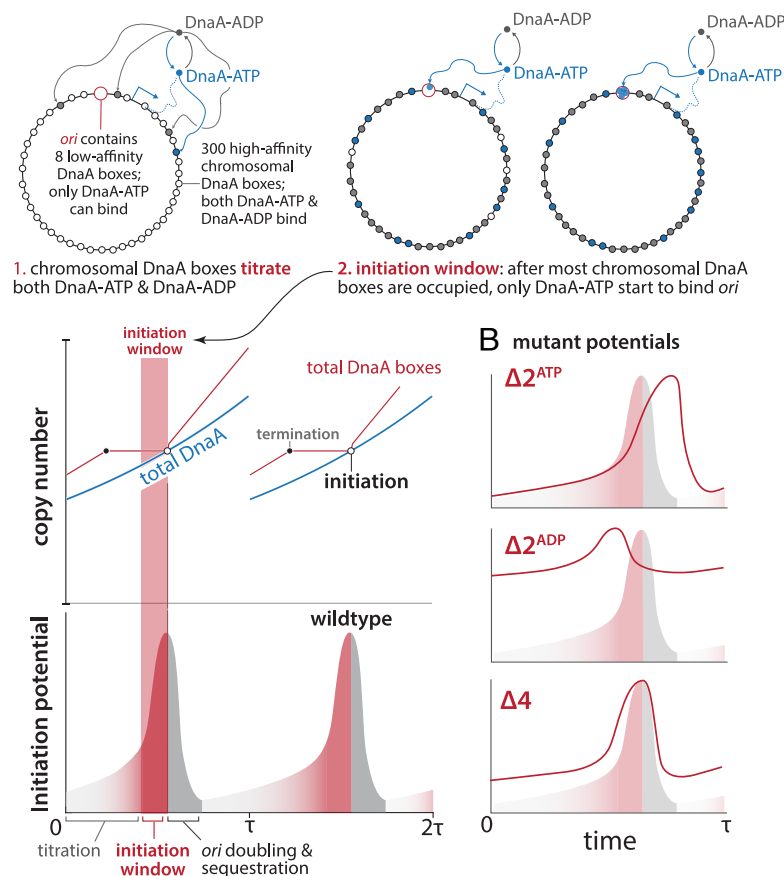 DnaA-ADP
DnaA-ATP
ori contains
8 low-affinity
DnaA boxes;
only DnaA-ATP
can bind
300 high-affinity
chromosomal
DnaA boxes;
both DnaA-ATP &
DnaA-ADP bind
DnaA-ADP
DnaA-ATP
DnaA-ADP
DnaA-ATP
1. chromosomal DnaA boxes titrate
both DnaA-ATP & DnaA-ADP
2. initiation window: after most chromosomal DnaA
boxes are occupied, only DnaA-ATP start to bind ori
initiation
window
total DnaA boxes
termination
total DnaA
initiation
copy number
wildtype
Initiation potential
0
τ
2τ
titration
initiation
window
ori doubling &
sequestration
B mutant potentials
Δ2ᴬᵀᴾ
Δ2ᴬᴰᴾ
Δ4
0
time
τ